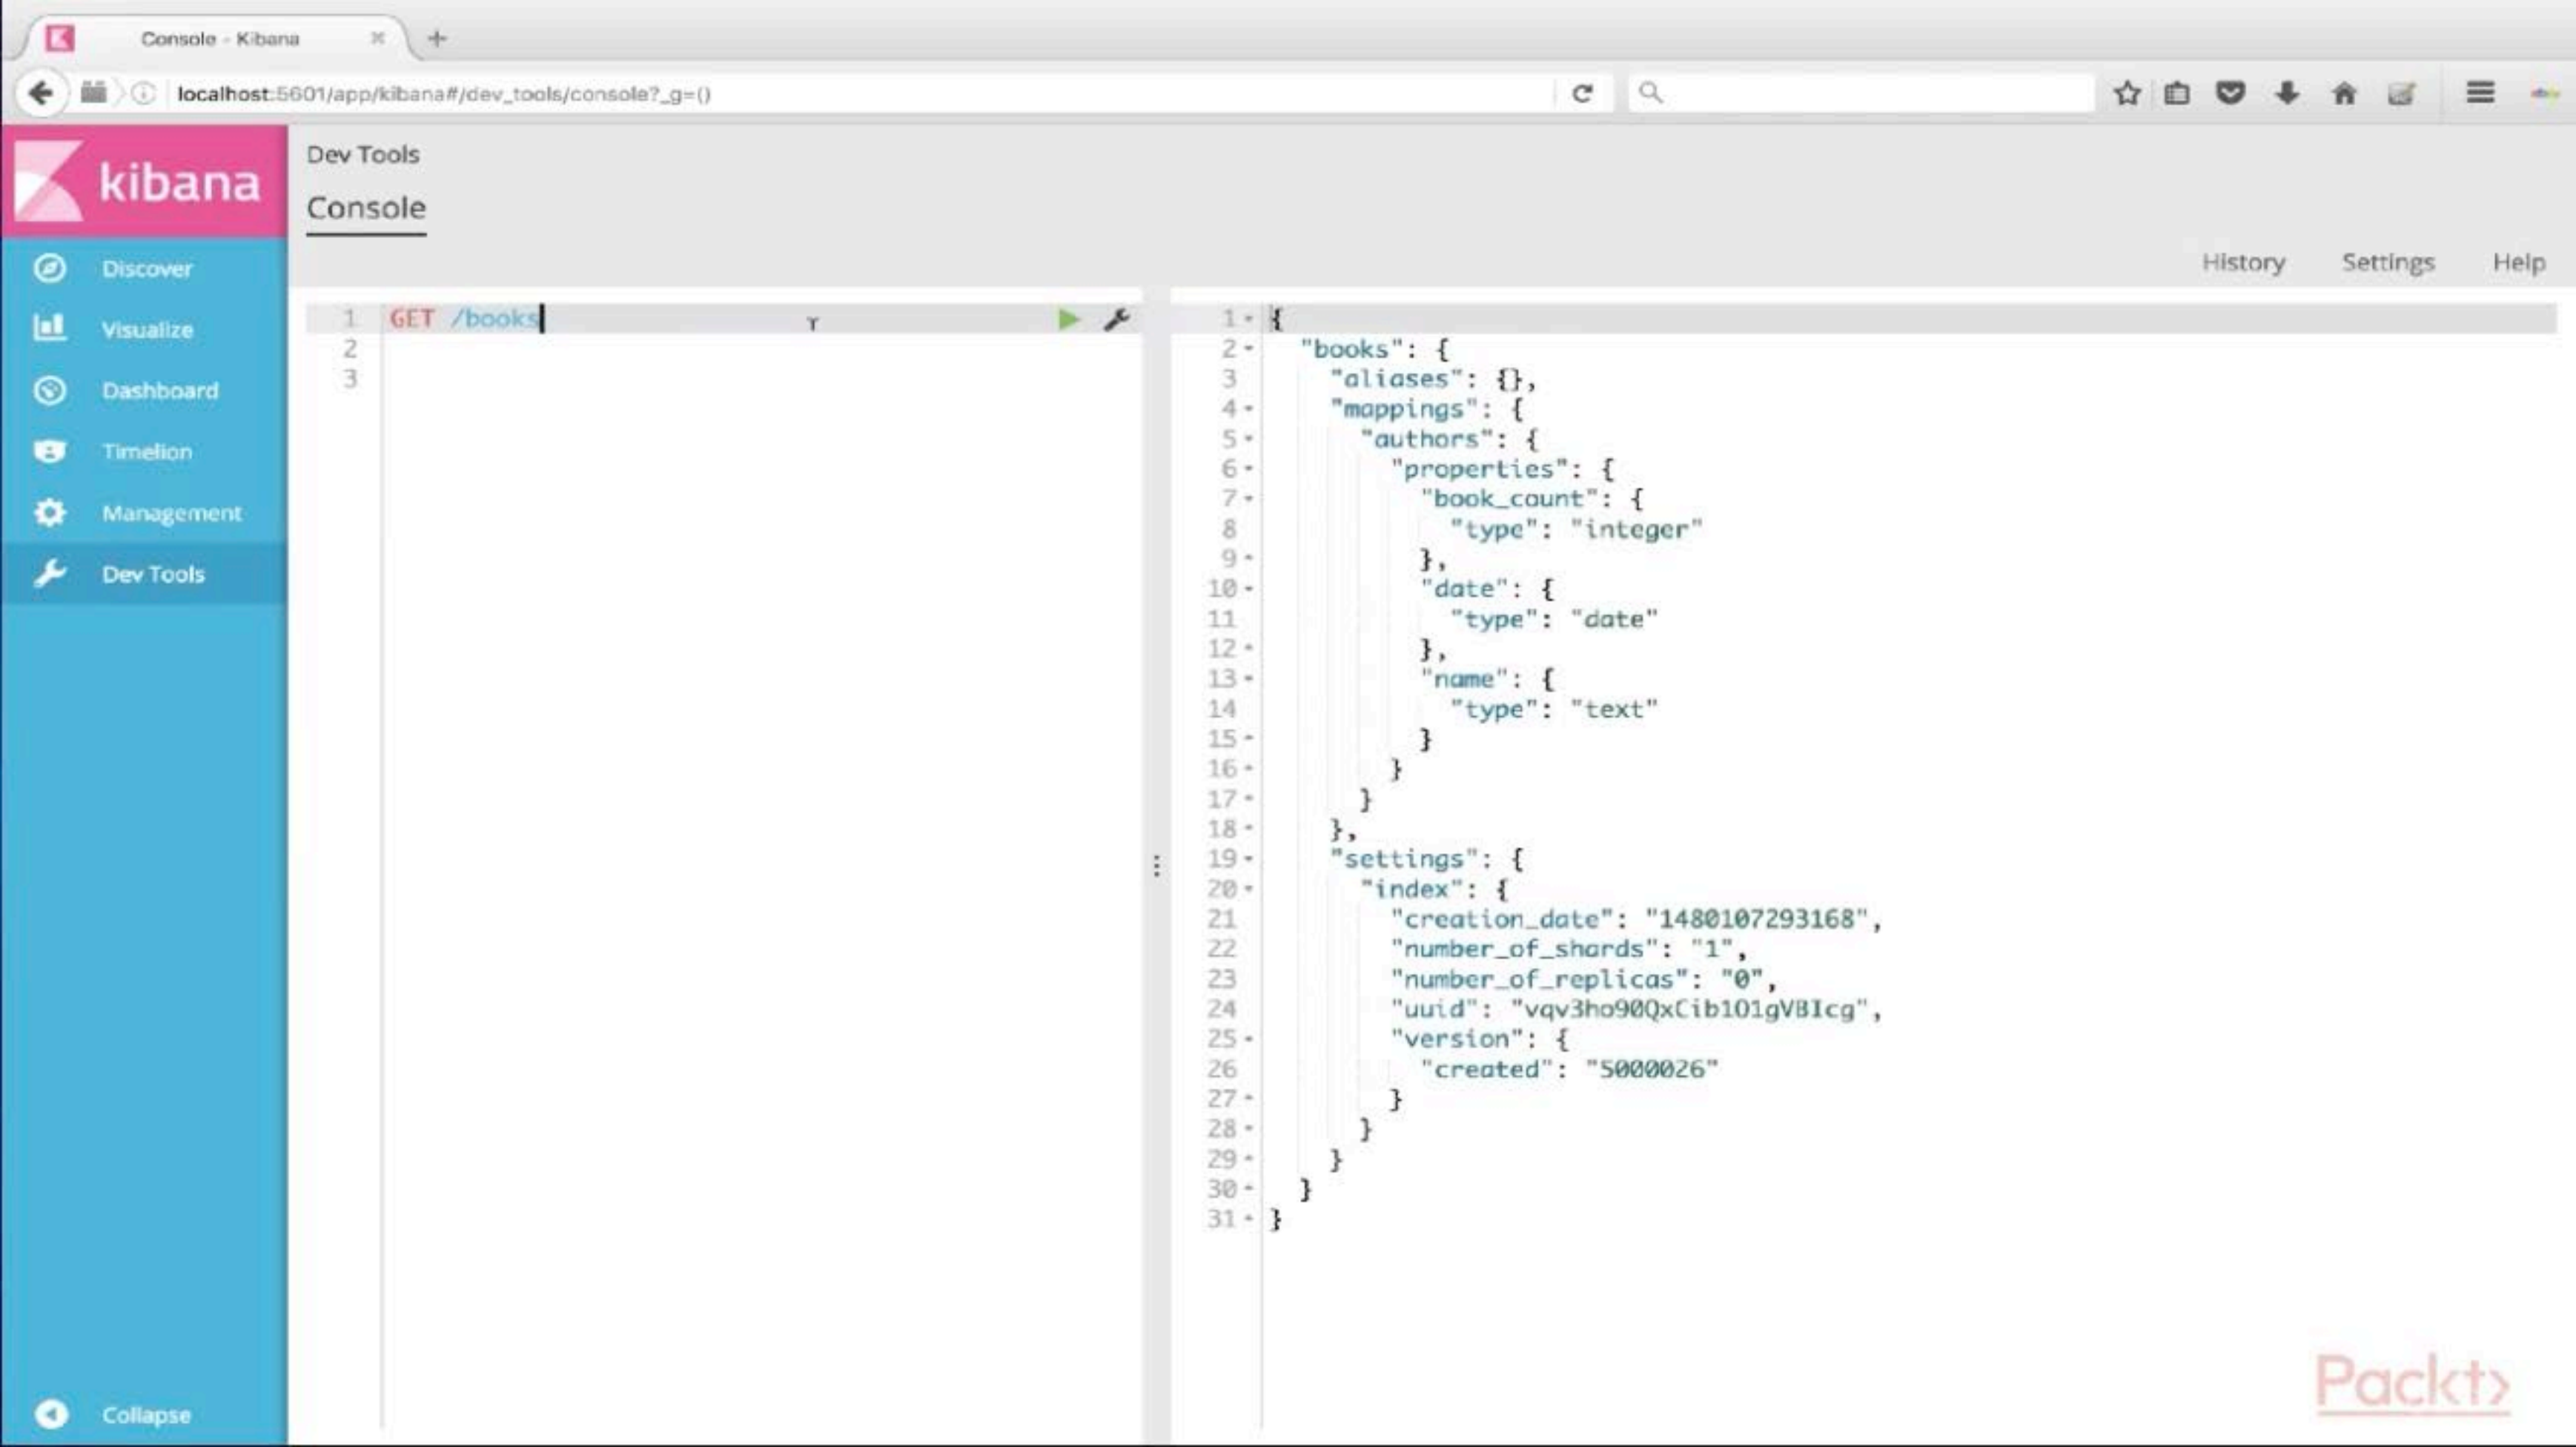 Console - Kibana
localhost:5601/app/kibana#/dev_tools/console?_g=()
kibana
Discover
Visualize
Dashboard
Timelion
Management
Dev Tools
Collapse
Dev Tools
Console
History Settings Help
1 GET /books
2
3
1 {
2 "books": {
3 "aliases": {},
4 "mappings": {
5 "authors": {
6 "properties": {
7 "book_count": {
8 "type": "integer"
9 },
10 "date": {
11 "type": "date"
12 },
13 "name": {
14 "type": "text"
15 }
16 }
17 }
18 },
19 "settings": {
20 "index": {
21 "creation_date": "1480107293168",
22 "number_of_shards": "1",
23 "number_of_replicas": "0",
24 "uuid": "vqv3ho90QxCib1O1gVBIcg",
25 "version": {
26 "created": "5000026"
27 }
28 }
29 }
30 }
31 }
Packt>